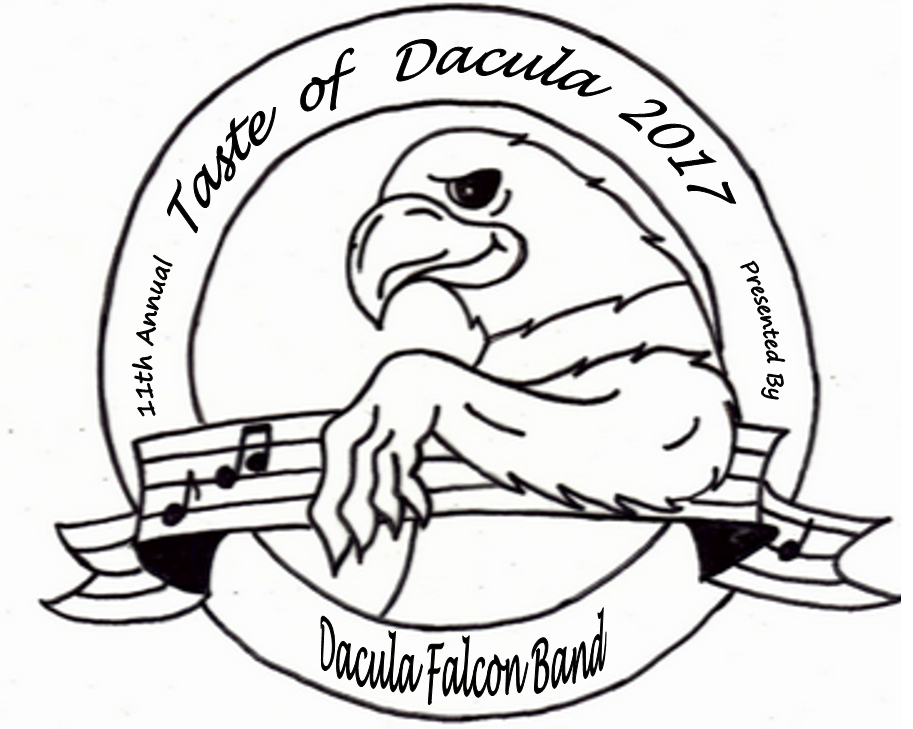 11th Annual
Taste of Dacula 2017
Presented By
Dacula Falcon Band